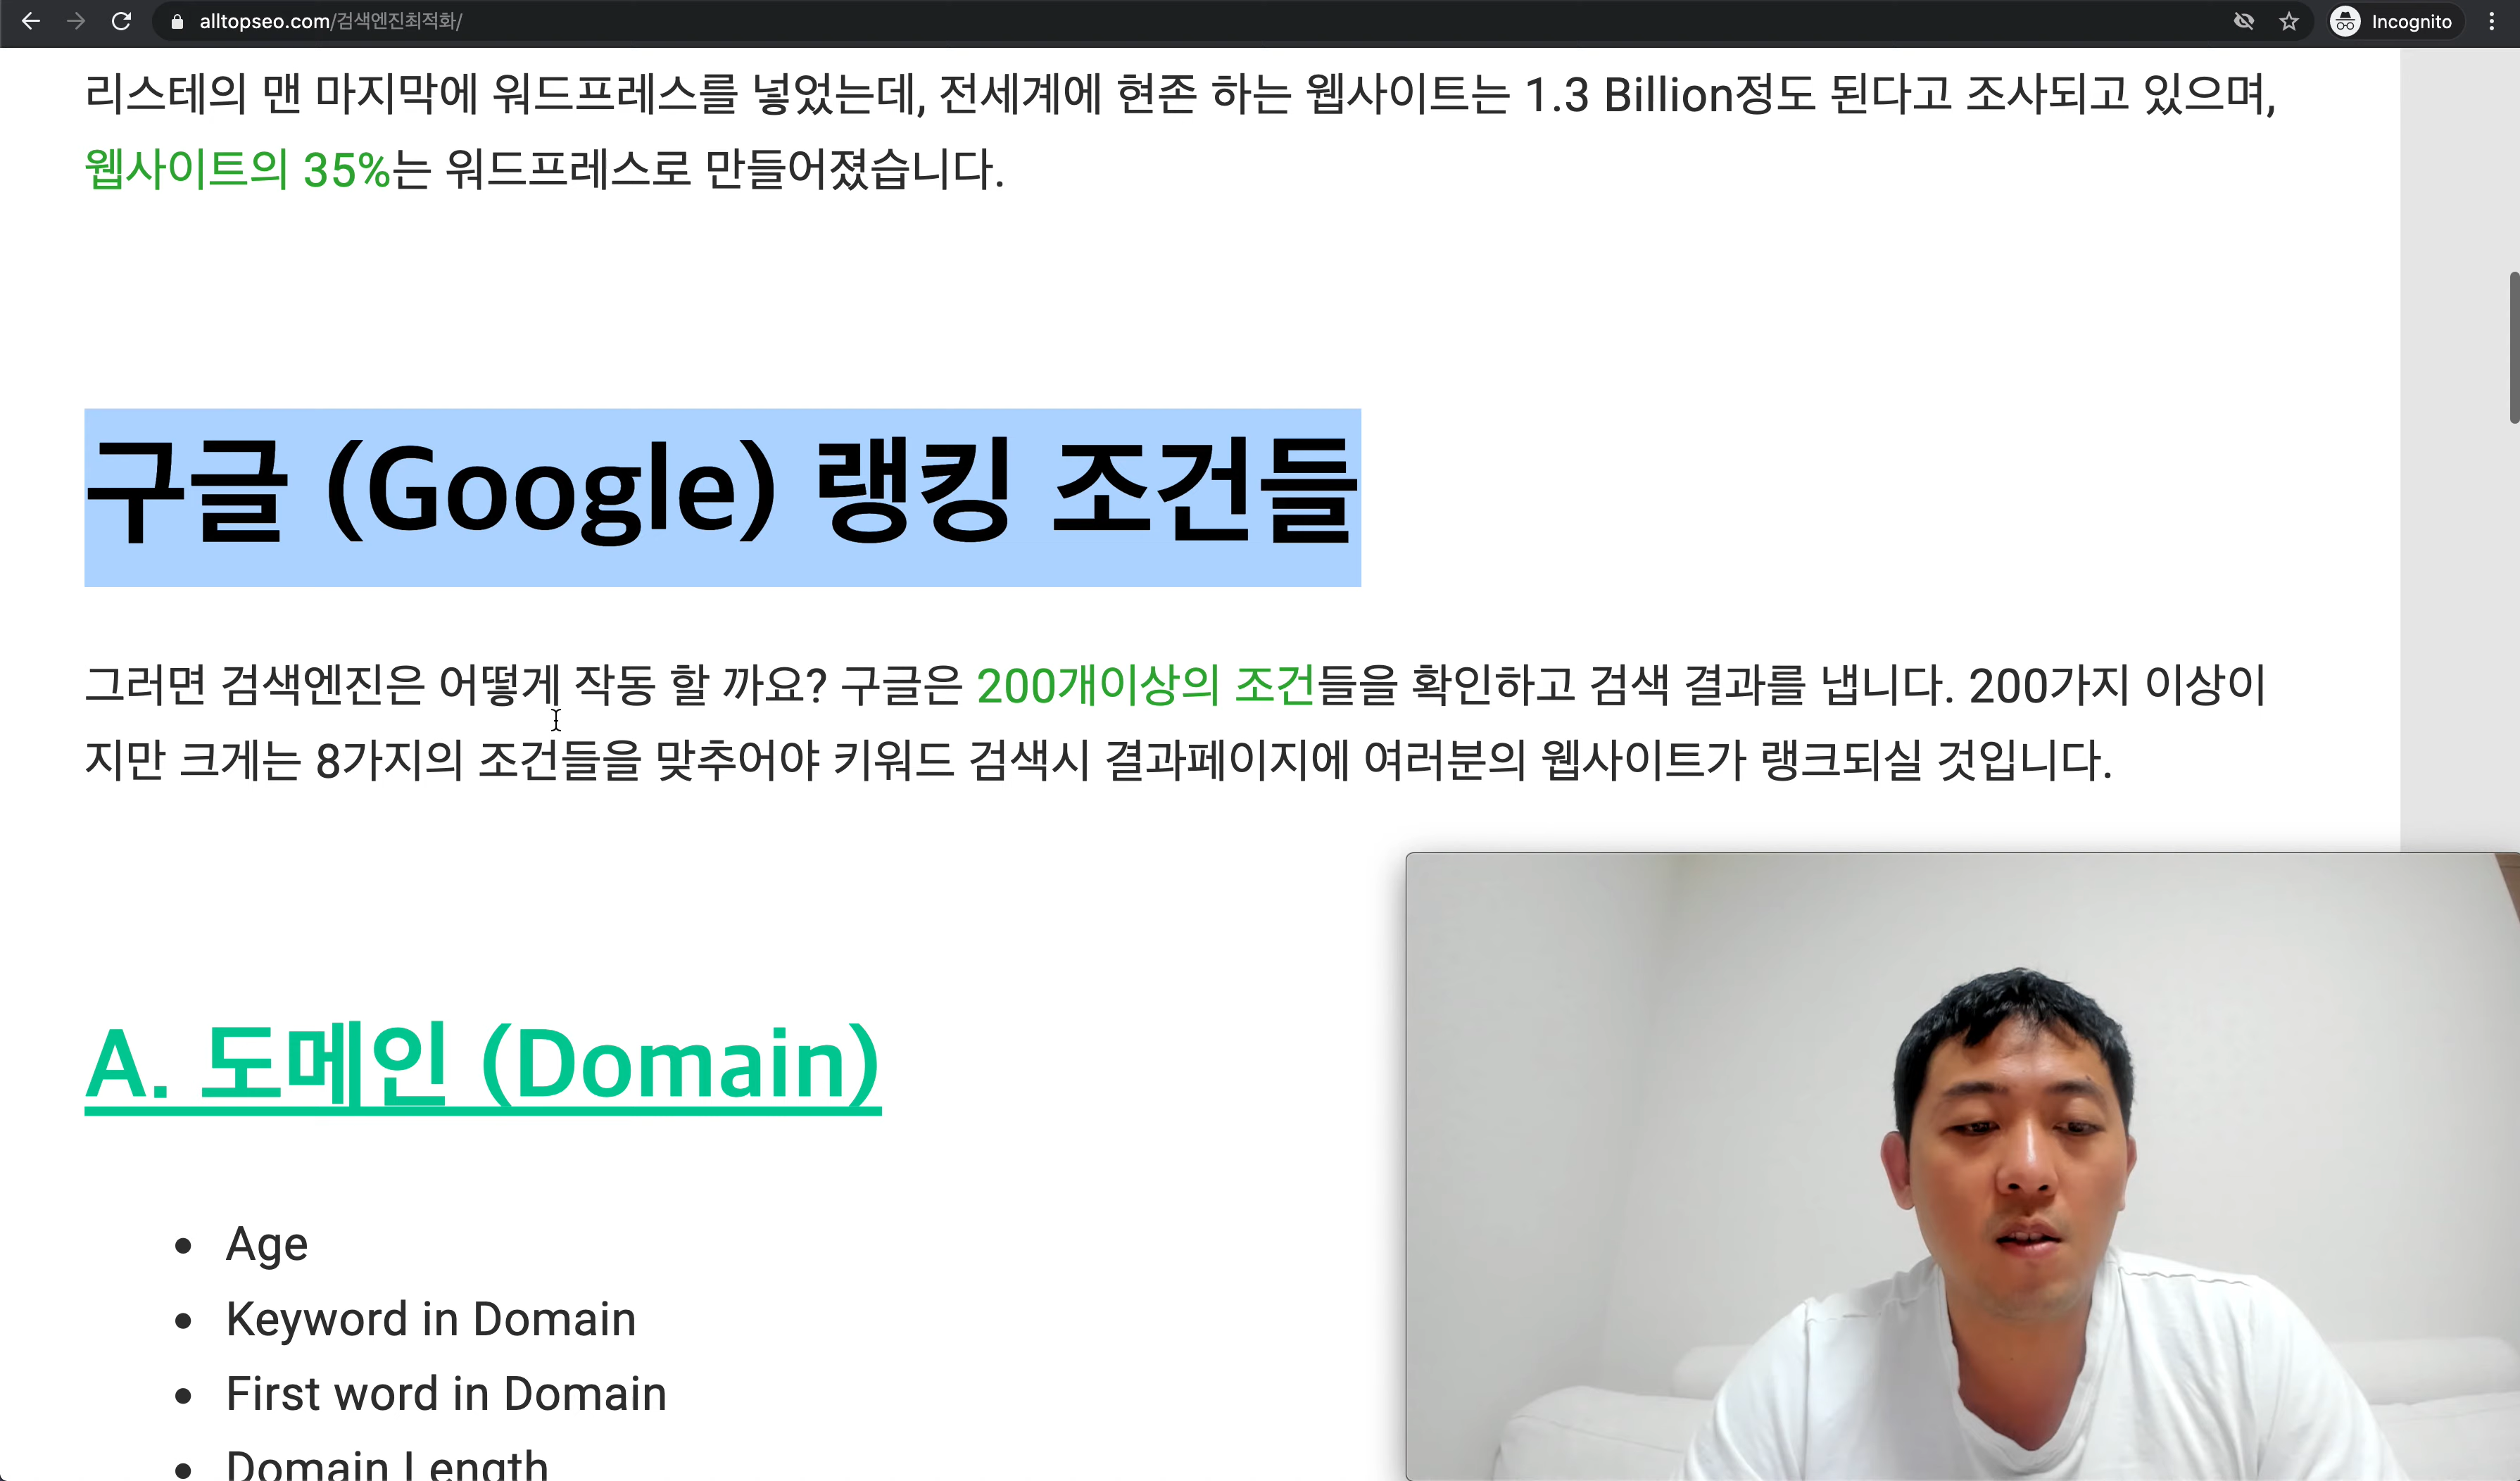 alltopseo.com/검색엔진최적화/
Incognito
리스테의 맨 마지막에 워드프레스를 넣었는데, 전세계에 현존 하는 웹사이트는 1.3 Billion정도 된다고 조사되고 있으며,
웹사이트의 35%는 워드프레스로 만들어졌습니다.
구글 (Google) 랭킹 조건들
그러면 검색엔진은 어떻게 작동 할 까요? 구글은 200개이상의 조건들을 확인하고 검색 결과를 냅니다. 200가지 이상이
지만 크게는 8가지의 조건들을 맞추어야 키워드 검색시 결과페이지에 여러분의 웹사이트가 랭크되실 것입니다.
A. 도메인 (Domain)
• Age
• Keyword in Domain
• First word in Domain
• Domain Length